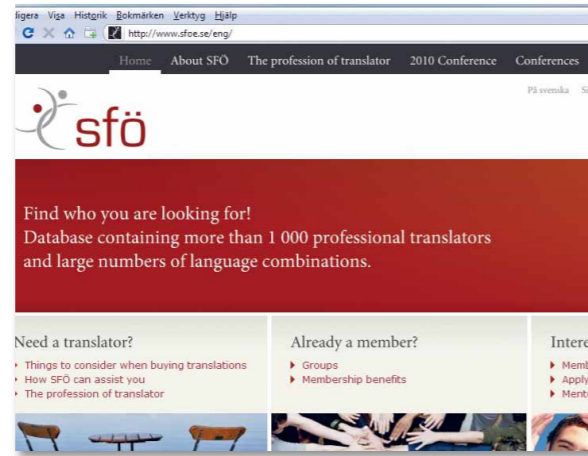 Visa Historik Bokmärken Verktyg Hjälp
http://www.sfoe.se/eng/
Home About SFÖ The profession of translator 2010 Conference Conferences
På svenska
sfö
Find who you are looking for!
Database containing more than 1 000 professional translators
and large numbers of language combinations.
Need a translator?
Things to consider when buying translations
How SFÖ can assist you
The profession of translator
Already a member?
Groups
Membership benefits
Intere
Memb
Apply
Ment